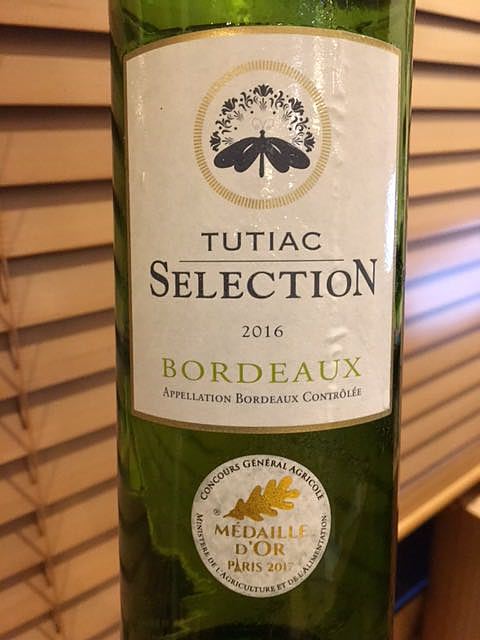 TUTIAC
SELECTION
2016
BORDEAUX
APPELLATION BORDEAUX CONTRÔLÉE
CONCOURS GÉNÉRAL AGRICOLE
®
MÉDAILLE
D'OR
PARIS 2017
MINISTÈRE DE L'AGRICULTURE ET DE L'ALIMENTATION